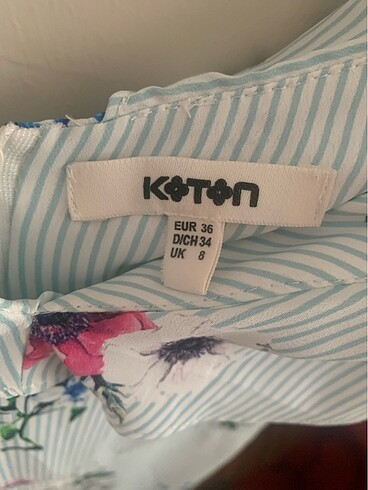 KOTON
EUR 36
D/CH 34
UK 8